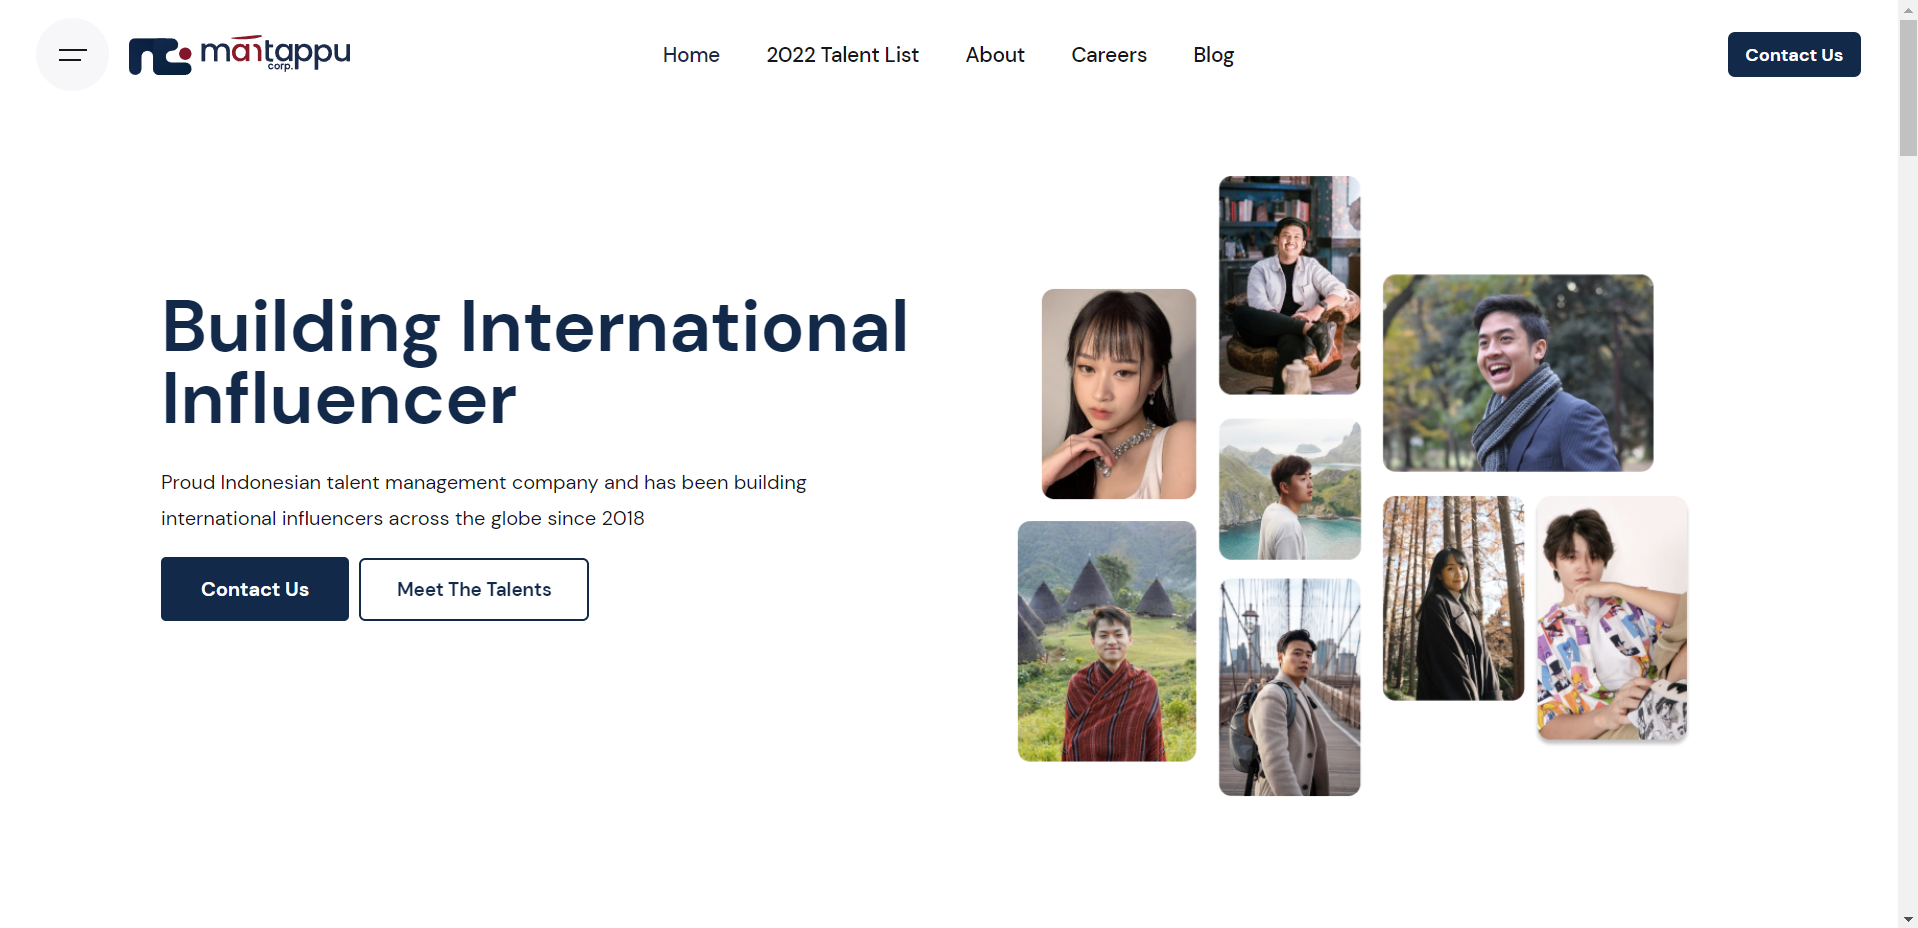 mantappu
corp.
Home
2022 Talent List
About
Careers
Blog
Contact Us
Building International
Influencer
Proud Indonesian talent management company and has been building
international influencers across the globe since 2018
Contact Us
Meet The Talents